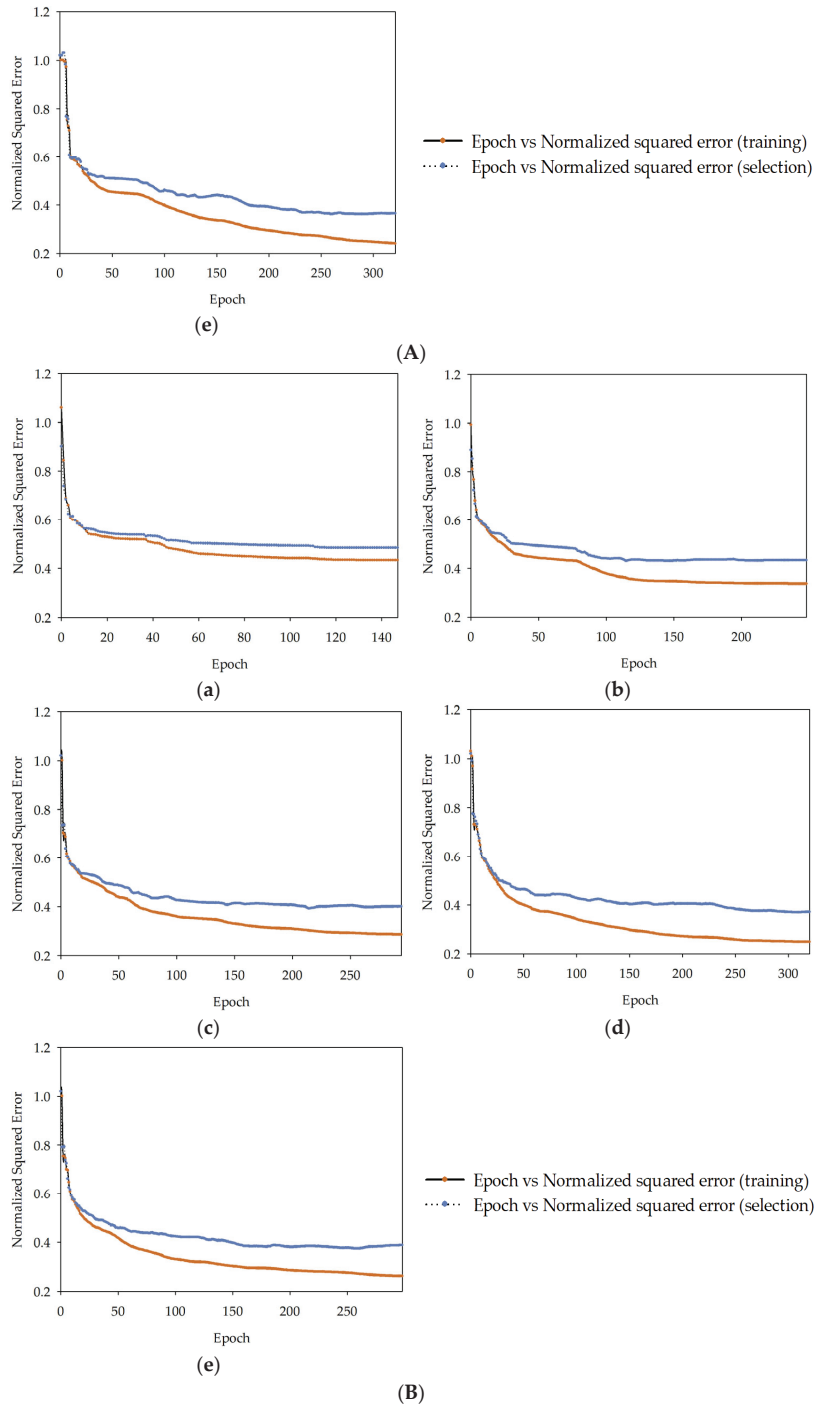 1.2
1.0
0.8
0.6
0.4
0.2
Normalized Squared Error
0 50 100 150 200 250 300
Epoch
Epoch vs Normalized squared error (training)
Epoch vs Normalized squared error (selection)
(e)
(A)
1.2
1.0
0.8
0.6
0.4
0.2
Normalized Squared Error
0 20 40 60 80 100 120 140
Epoch
(a)
1.2
1.0
0.8
0.6
0.4
0.2
Normalized Squared Error
0 50 100 150 200
Epoch
(b)
1.2
1.0
0.8
0.6
0.4
0.2
Normalized Squared Error
0 50 100 150 200 250
Epoch
(c)
1.2
1.0
0.8
0.6
0.4
0.2
Normalized Squared Error
0 50 100 150 200 250 300
Epoch
(d)
1.2
1.0
0.8
0.6
0.4
0.2
Normalized Squared Error
0 50 100 150 200 250
Epoch
Epoch vs Normalized squared error (training)
Epoch vs Normalized squared error (selection)
(e)
(B)